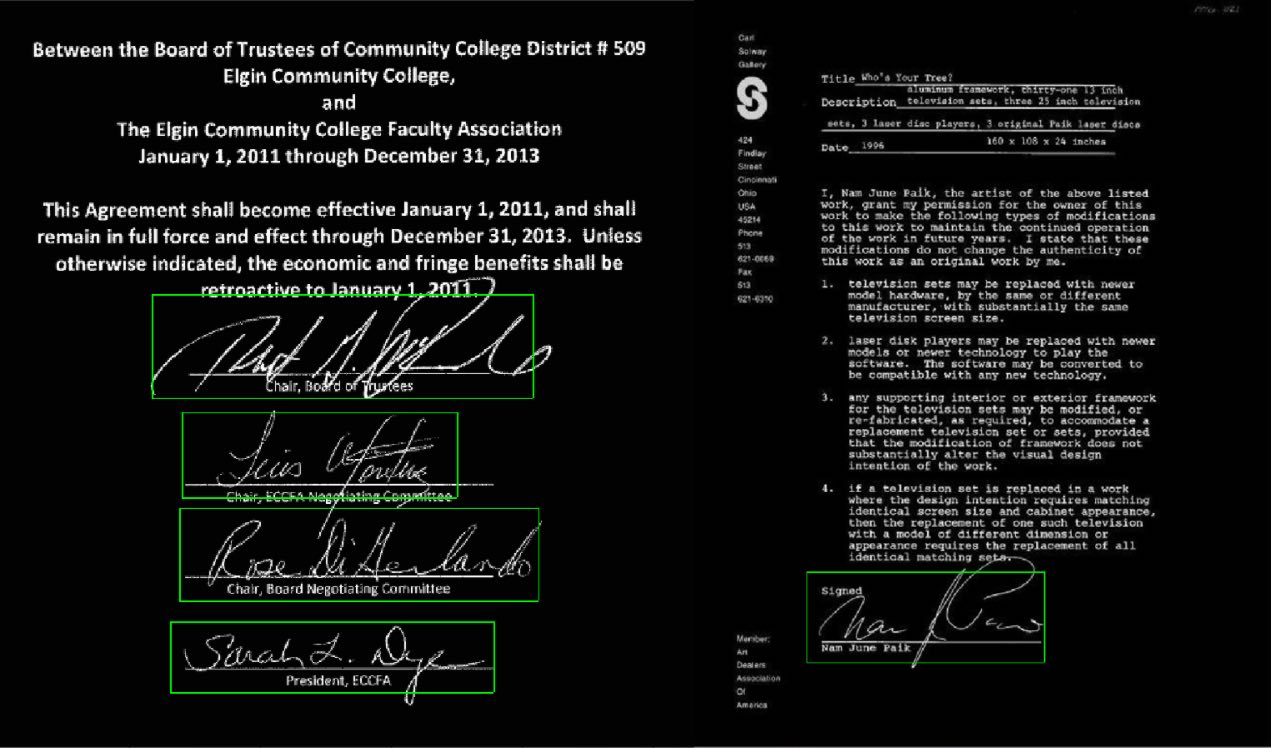 Between the Board of Trustees of Community College District # 509
Elgin Community College,
and
The Elgin Community College Faculty Association
January 1, 2011 through December 31, 2013
This Agreement shall become effective January 1, 2011, and shall
remain in full force and effect through December 31, 2013. Unless
otherwise indicated, the economic and fringe benefits shall be
retroactive to January 1, 2011.
Chair, Board of Trustees
Chair, ECCFA Negotiating Committee
Rose DiGerlando
Chair, Board Negotiating Committee
Sarah L. Dye
President, ECCFA
Carl
Solway
Gallery
S
424
Findlay
Street
Cincinnati
Ohio
USA
45214
Phone
513
621-0069
Fax
513
621-6310
Member:
Art
Dealers
Association
Of
America
Title Who's Your Tree?
aluminum framework, thirty-one 13 inch
Description television sets, three 25 inch television
sets, 3 laser disc players, 3 original Paik laser discs
Date 1996 160 x 108 x 24 inches
I, Nam June Paik, the artist of the above listed
work, grant my permission for the owner of this
work to make the following types of modifications
to this work to maintain the continued operation
of the work in future years. I state that these
modifications do not change the authenticity of
this work as an original work by me.
1. television sets may be replaced with newer
model hardware, by the same or different
manufacturer, with substantially the same
television screen size.
2. laser disk players may be replaced with newer
models or newer technology to play the
software. The software may be converted to
be compatible with any new technology.
3. any supporting interior or exterior framework
for the television sets may be modified, or
re-fabricated, as required, to accommodate a
replacement television set or sets, provided
that the modification of framework does not
substantially alter the visual design
intention of the work.
4. if a television set is replaced in a work
where the design intention requires matching
identical screen size and cabinet appearance,
then the replacement of one such television
with a model of different dimension or
appearance requires the replacement of all
identical matching sets.
Signed
Nam June Paik